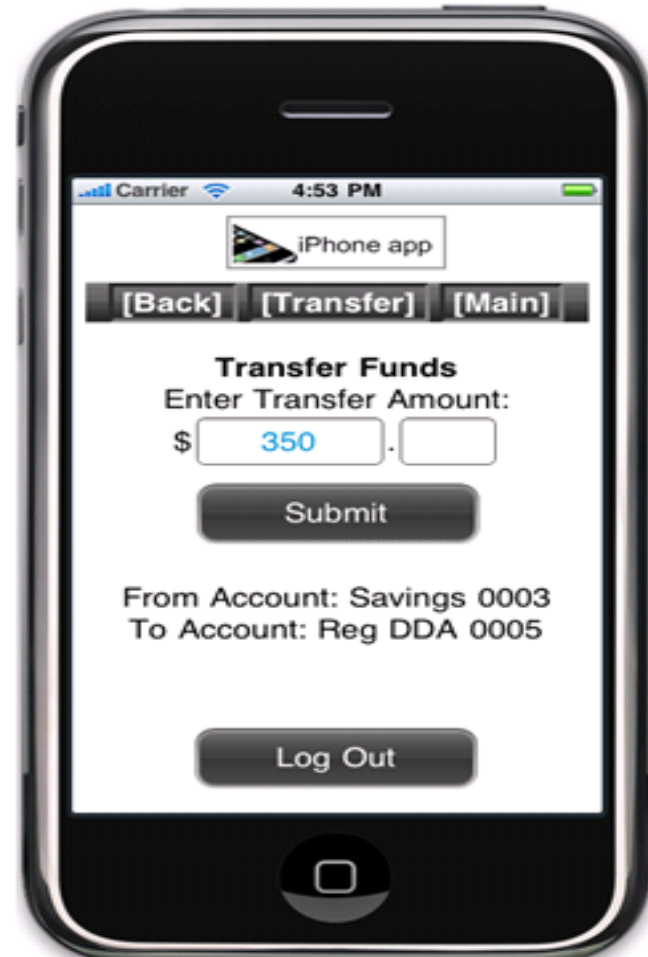 Carrier 4:53 PM
iPhone app
[Back] [Transfer] [Main]
Transfer Funds
Enter Transfer Amount:
$ 350 .
Submit
From Account: Savings 0003
To Account: Reg DDA 0005
Log Out